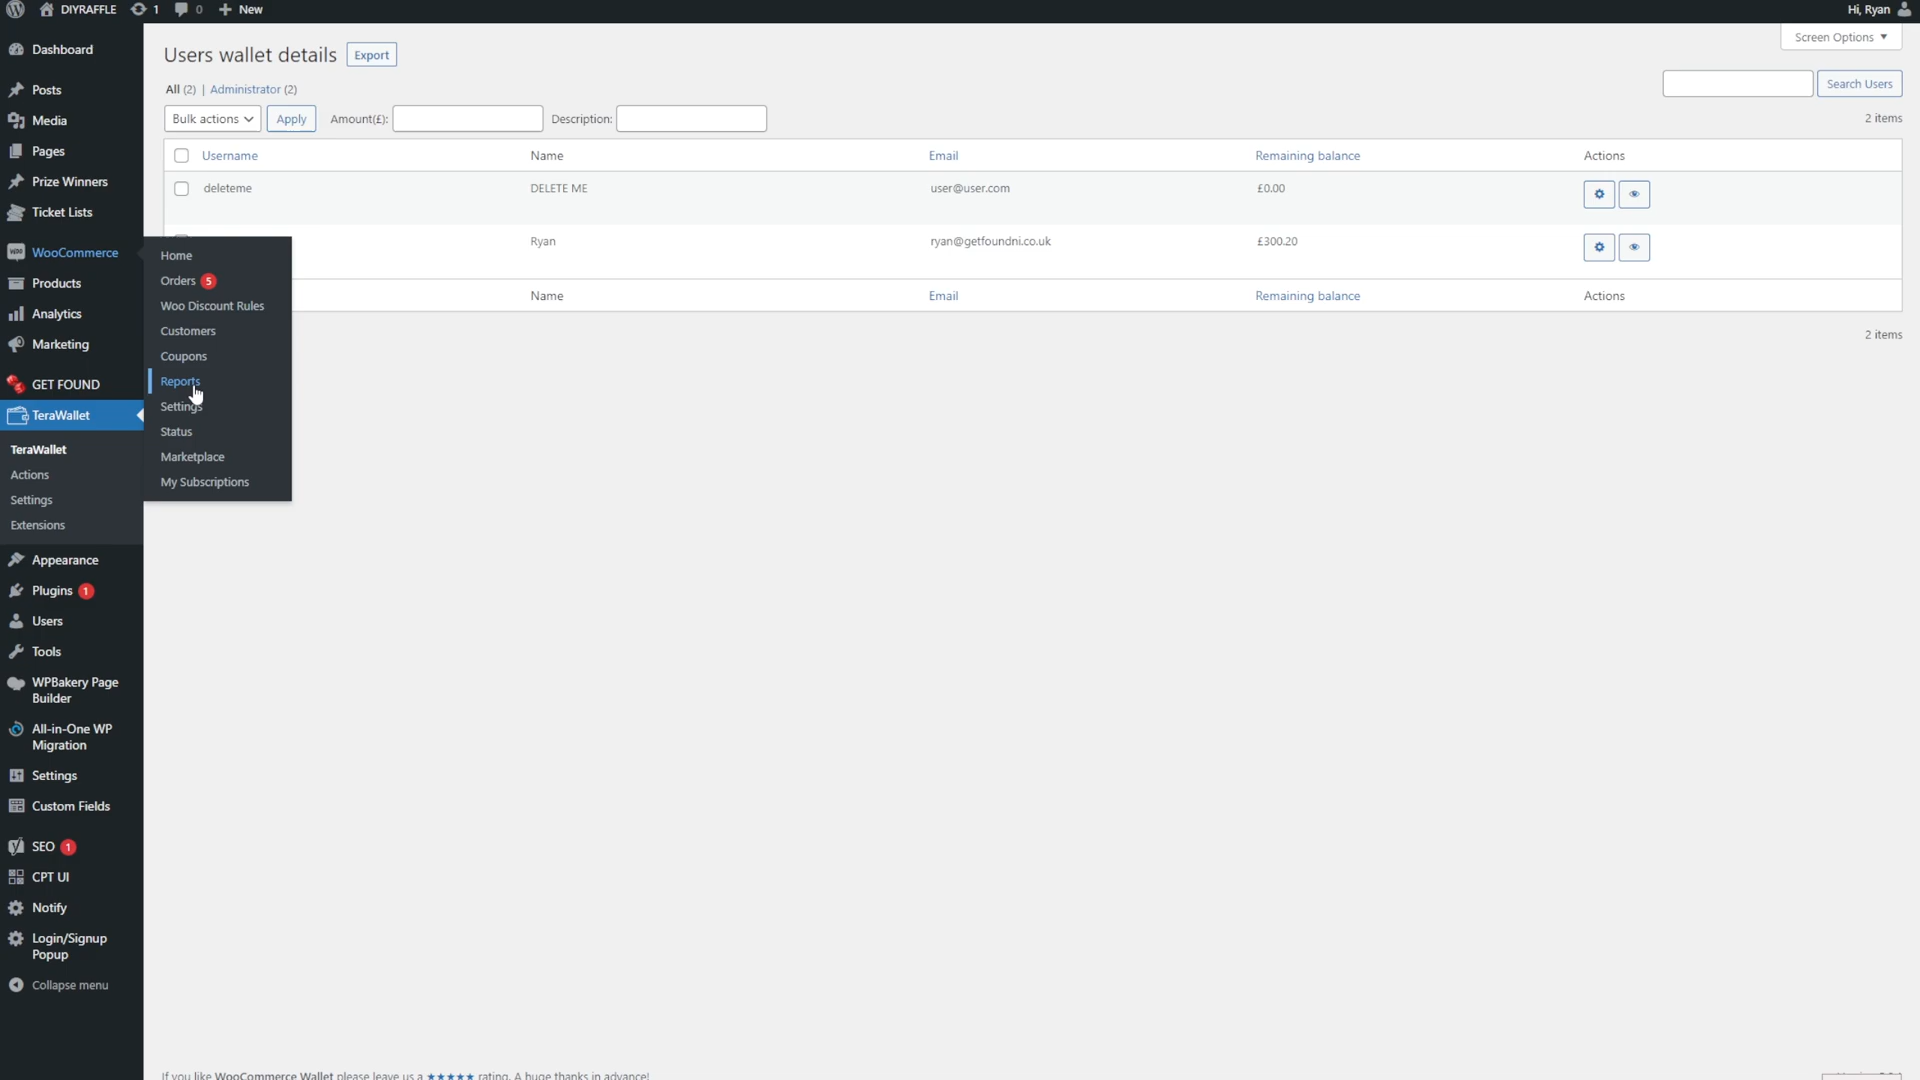 DIYRAFFLE 1 0 New Hi, Ryan
Screen Options
Dashboard
Posts
Media
Pages
Prize Winners
Ticket Lists
WooCommerce
Products
Analytics
Marketing
GET FOUND
TeraWallet
TeraWallet
Actions
Settings
Extensions
Appearance
Plugins 1
Users
Tools
WPBakery Page
Builder
All-in-One WP
Migration
Settings
Custom Fields
SEO 1
CPT UI
Notify
Login/Signup
Popup
Collapse menu
Home
Orders 5
Woo Discount Rules
Customers
Coupons
Reports
Settings
Status
Marketplace
My Subscriptions
Users wallet details Export
All (2) | Administrator (2)
Search Users
Bulk actions Apply Amount(£): Description:
2 items
Username Name Email Remaining balance Actions
deleteme DELETE ME user@user.com £0.00
Ryan ryan@getfoundni.co.uk £300.20
Name Email Remaining balance Actions
2 items
If you like WooCommerce Wallet please leave us a ★★★★★ rating. A huge thanks in advance!